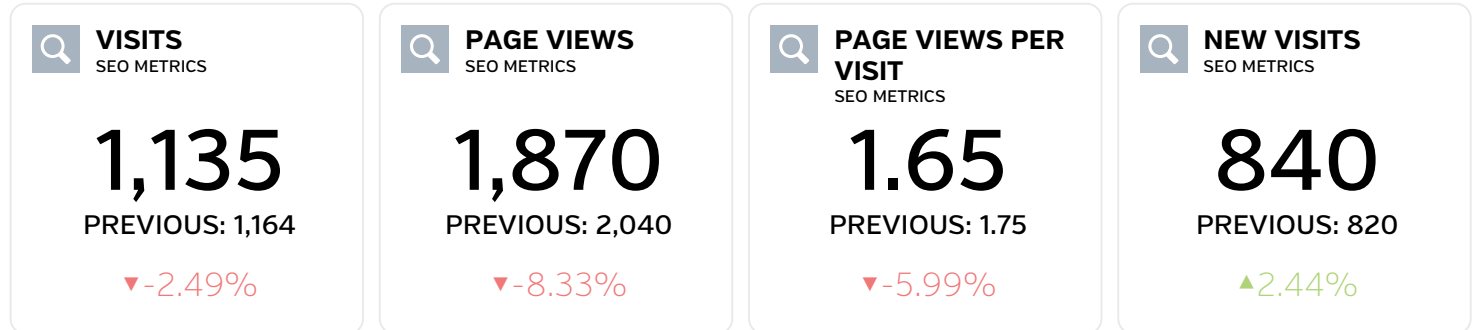 VISITS
SEO METRICS
1,135
PREVIOUS: 1,164
▼-2.49%
PAGE VIEWS
SEO METRICS
1,870
PREVIOUS: 2,040
▼-8.33%
PAGE VIEWS PER
VISIT
SEO METRICS
1.65
PREVIOUS: 1.75
▼-5.99%
NEW VISITS
SEO METRICS
840
PREVIOUS: 820
▲2.44%